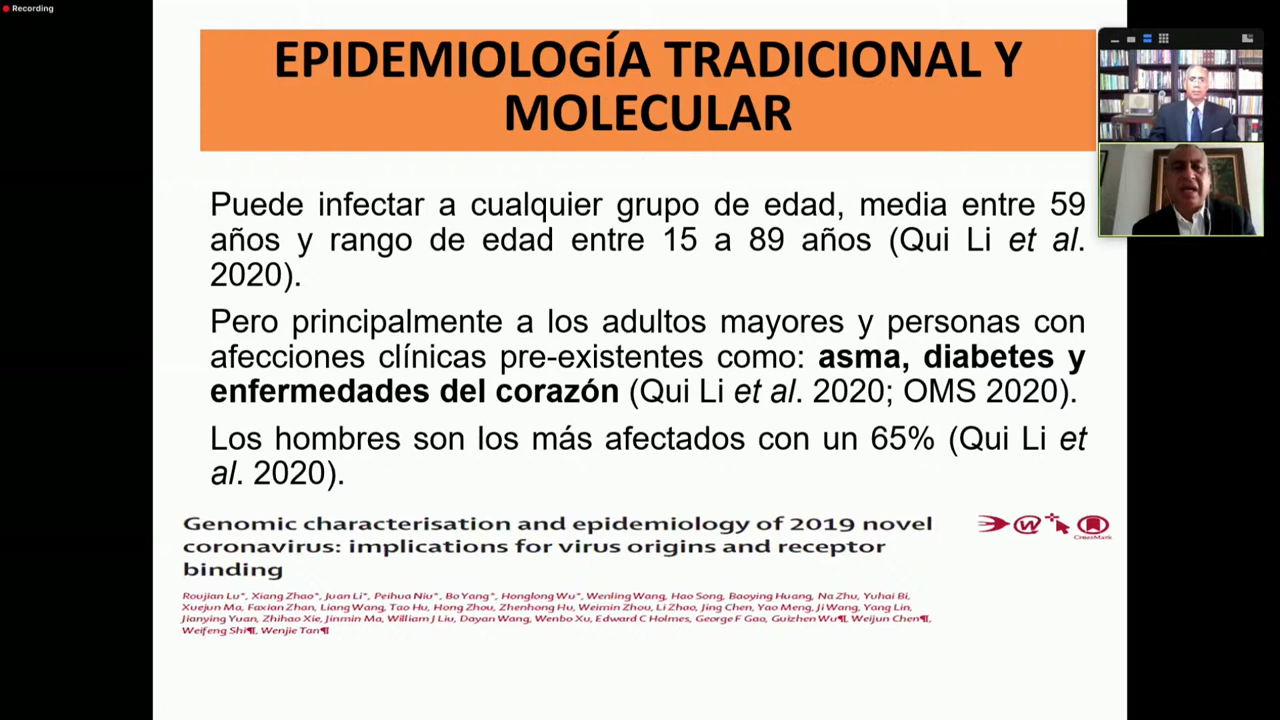 Recording
EPIDEMIOLOGÍA TRADICIONAL Y
MOLECULAR
Puede infectar a cualquier grupo de edad, media entre 59
años y rango de edad entre 15 a 89 años (Qui Li et al.
2020).
Pero principalmente a los adultos mayores y personas con
afecciones clínicas pre-existentes como: asma, diabetes y
enfermedades del corazón (Qui Li et al. 2020; OMS 2020).
Los hombres son los más afectados con un 65% (Qui Li et
al. 2020).
Genomic characterisation and epidemiology of 2019 novel
coronavirus: implications for virus origins and receptor
binding
CrossMark
Roujian Lu*, Xiang Zhao*, Juan Li*, Peihua Niu*, Bo Yang*, Honglong Wu*, Wenling Wang, Hao Song, Baoying Huang, Na Zhu, Yuhai Bi,
Xuejun Ma, Faxian Zhan, Liang Wang, Tao Hu, Hong Zhou, Zhenhong Hu, Weimin Zhou, Li Zhao, Jing Chen, Yao Meng, Ji Wang, Yang Lin,
Jianying Yuan, Zhihao Xie, Jinmin Ma, William J Liu, Dayan Wang, Wenbo Xu, Edward C Holmes, George F Gao, Guizhen Wu¶, Weijun Chen¶,
Weifeng Shi¶, Wenjie Tan¶